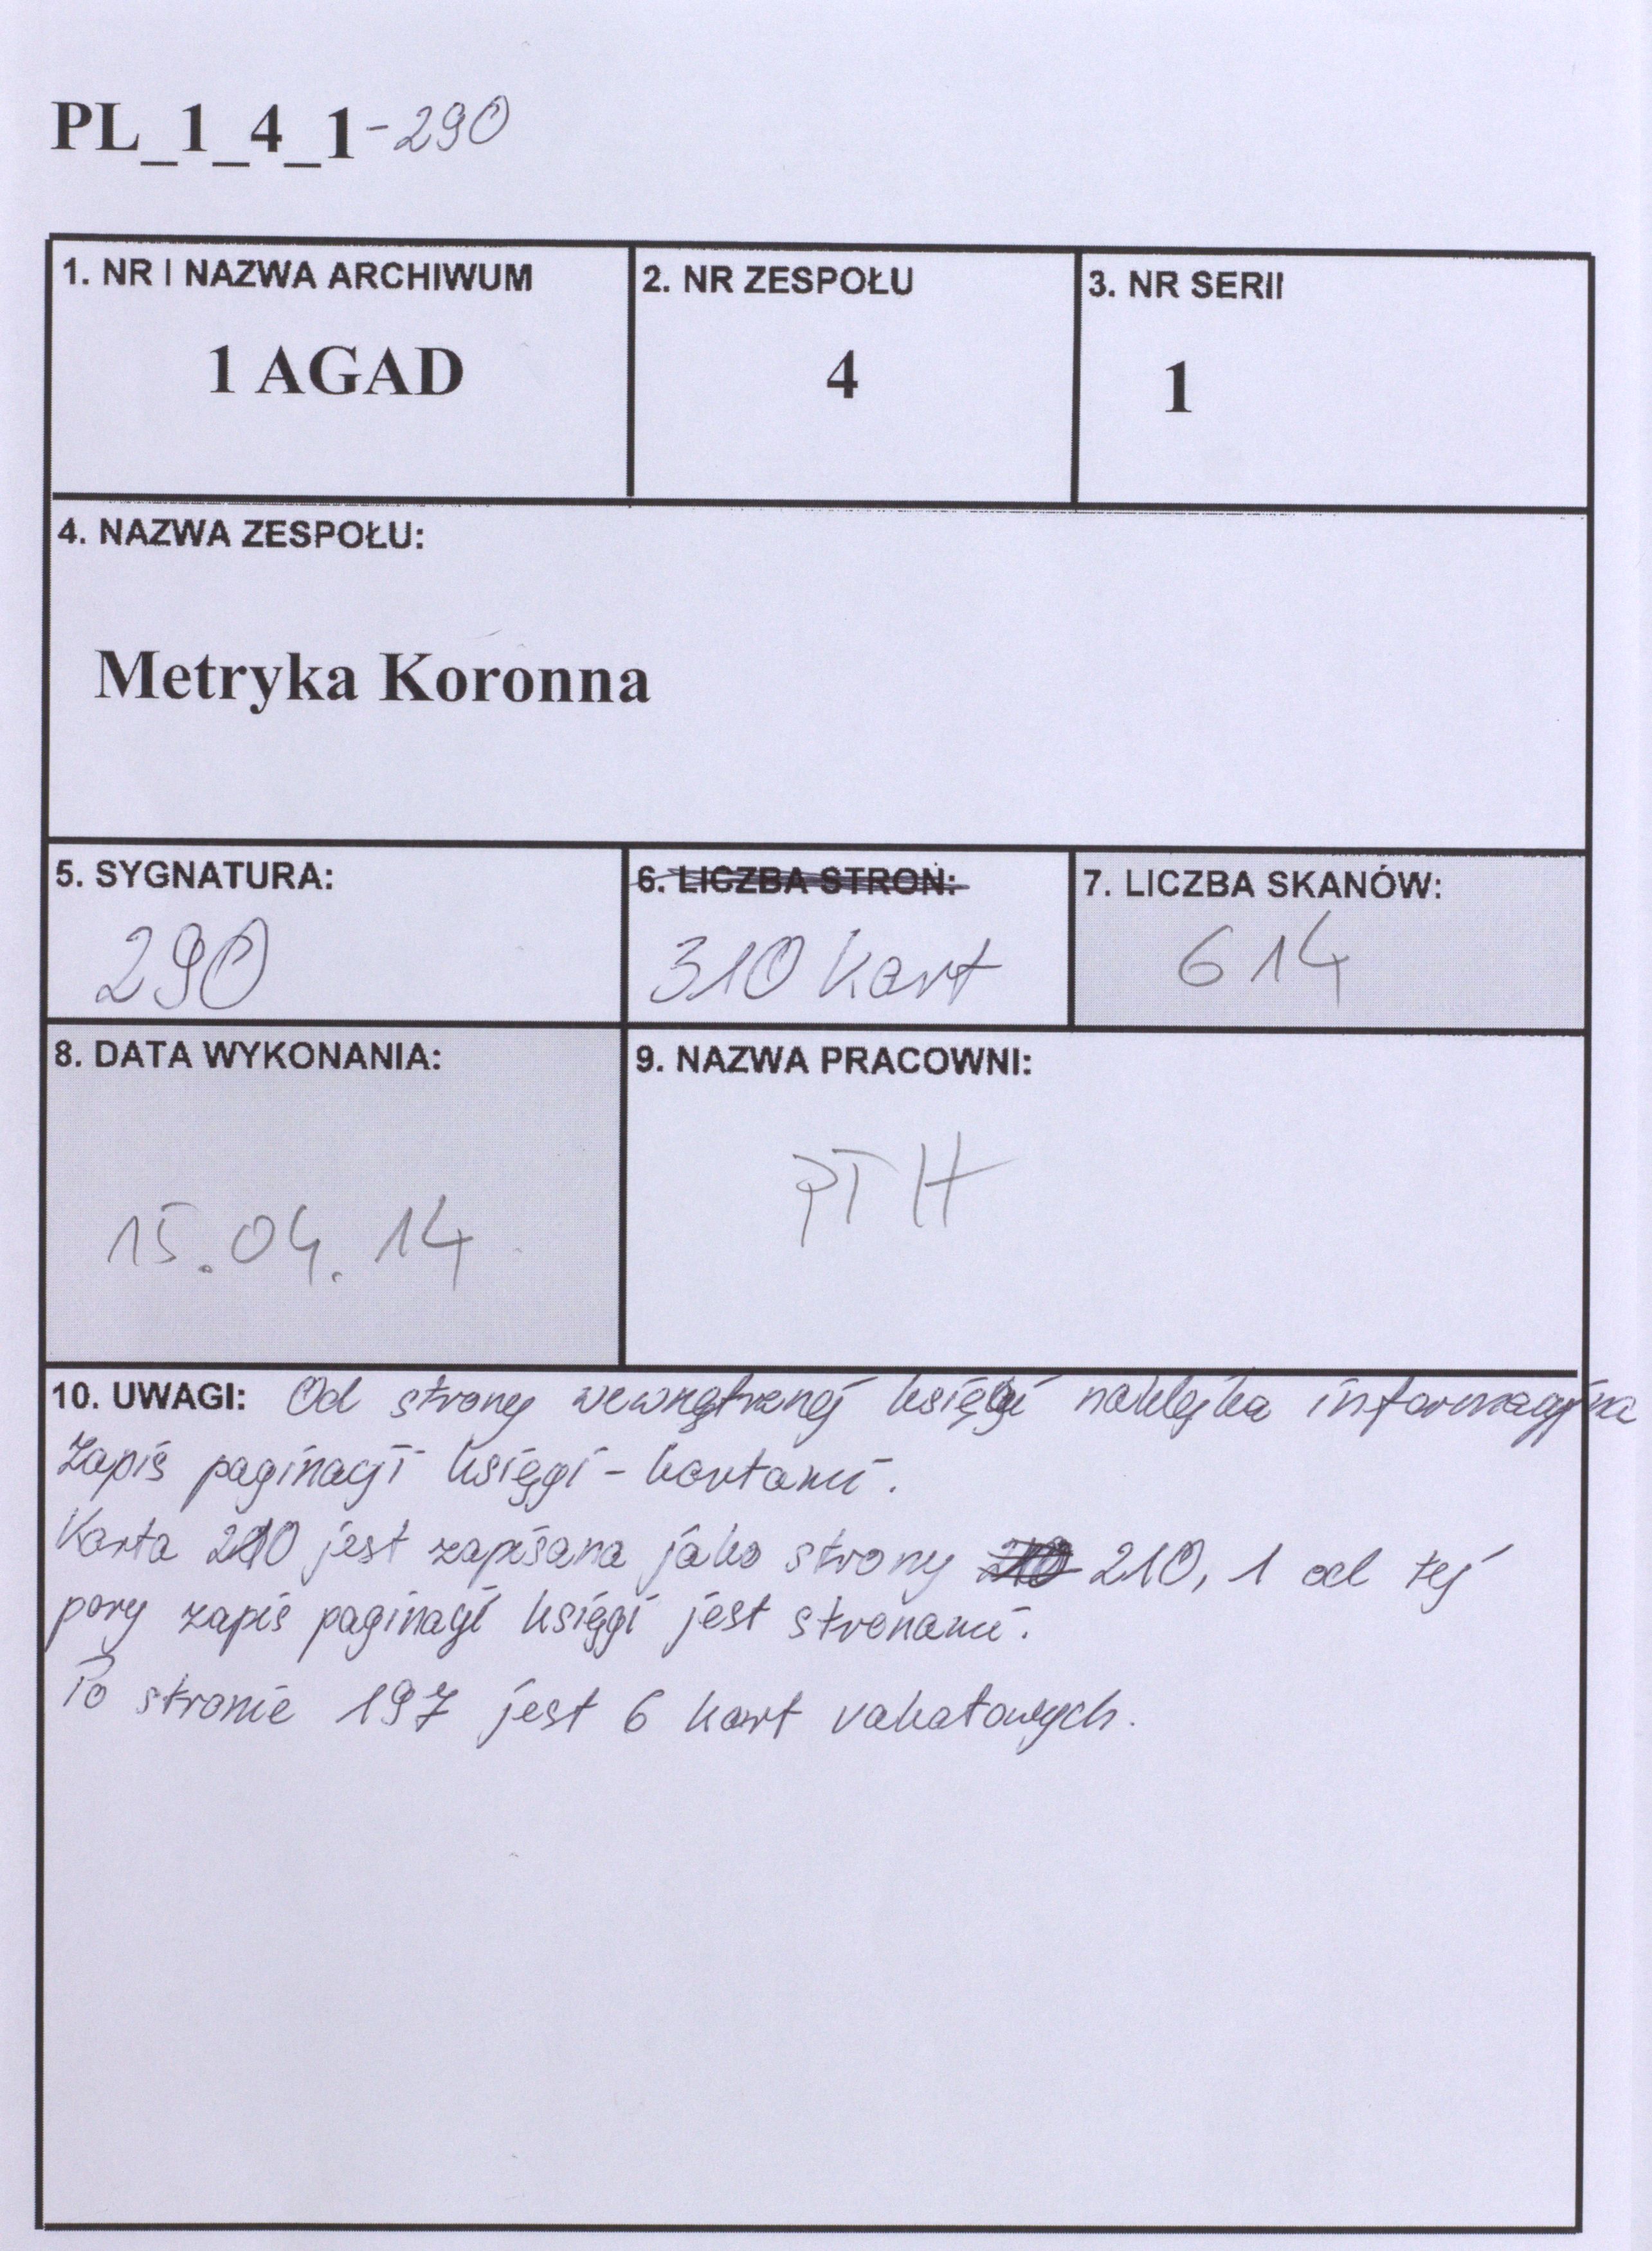 PL_1_4_1-290
1. NR I NAZWA ARCHIWUM
1 AGAD
2. NR ZESPOŁU
4
3. NR SERII
1
4. NAZWA ZESPOŁU:
Metryka Koronna
5. SYGNATURA:
290
6. LICZBA STRON:
310 kart
7. LICZBA SKANÓW:
614
8. DATA WYKONANIA:
15.04.14
9. NAZWA PRACOWNI:
PTH
10. UWAGI: Od strony wewnętrznej księgi naklejka informacyjna
Zapis paginacji księgi - kartami.
Karta 210 jest zapisana jako strony 210, 1 od tej
pory zapis paginacji księgi jest stronami.
Po stronie 197 jest 6 kart vakatowych.